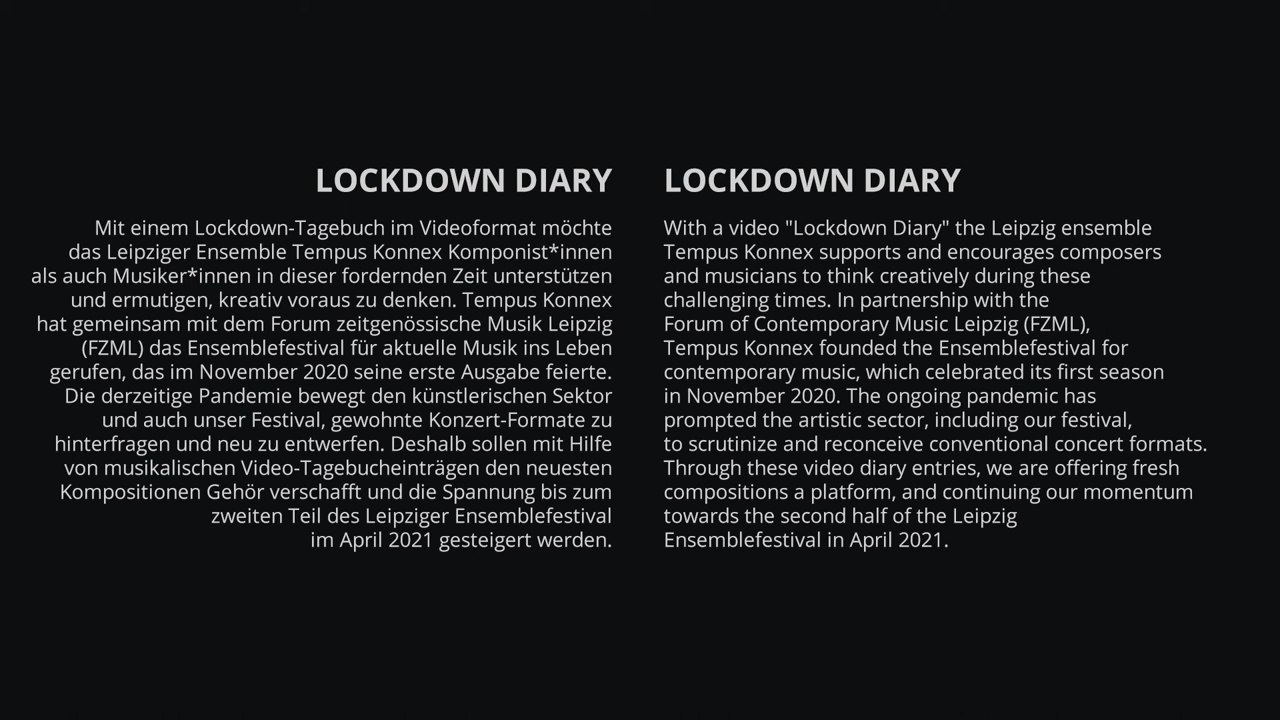 LOCKDOWN DIARY
Mit einem Lockdown-Tagebuch im Videoformat möchte
das Leipziger Ensemble Tempus Konnex Komponist*innen
als auch Musiker*innen in dieser fordernden Zeit unterstützen
und ermutigen, kreativ voraus zu denken. Tempus Konnex
hat gemeinsam mit dem Forum zeitgenössische Musik Leipzig
(FZML) das Ensemblefestival für aktuelle Musik ins Leben
gerufen, das im November 2020 seine erste Ausgabe feierte.
Die derzeitige Pandemie bewegt den künstlerischen Sektor
und auch unser Festival, gewohnte Konzert-Formate zu
hinterfragen und neu zu entwerfen. Deshalb sollen mit Hilfe
von musikalischen Video-Tagebucheinträgen den neuesten
Kompositionen Gehör verschafft und die Spannung bis zum
zweiten Teil des Leipziger Ensemblefestival
im April 2021 gesteigert werden.
LOCKDOWN DIARY
With a video "Lockdown Diary" the Leipzig ensemble
Tempus Konnex supports and encourages composers
and musicians to think creatively during these
challenging times. In partnership with the
Forum of Contemporary Music Leipzig (FZML),
Tempus Konnex founded the Ensemblefestival for
contemporary music, which celebrated its first season
in November 2020. The ongoing pandemic has
prompted the artistic sector, including our festival,
to scrutinize and reconceive conventional concert formats.
Through these video diary entries, we are offering fresh
compositions a platform, and continuing our momentum
towards the second half of the Leipzig
Ensemblefestival in April 2021.